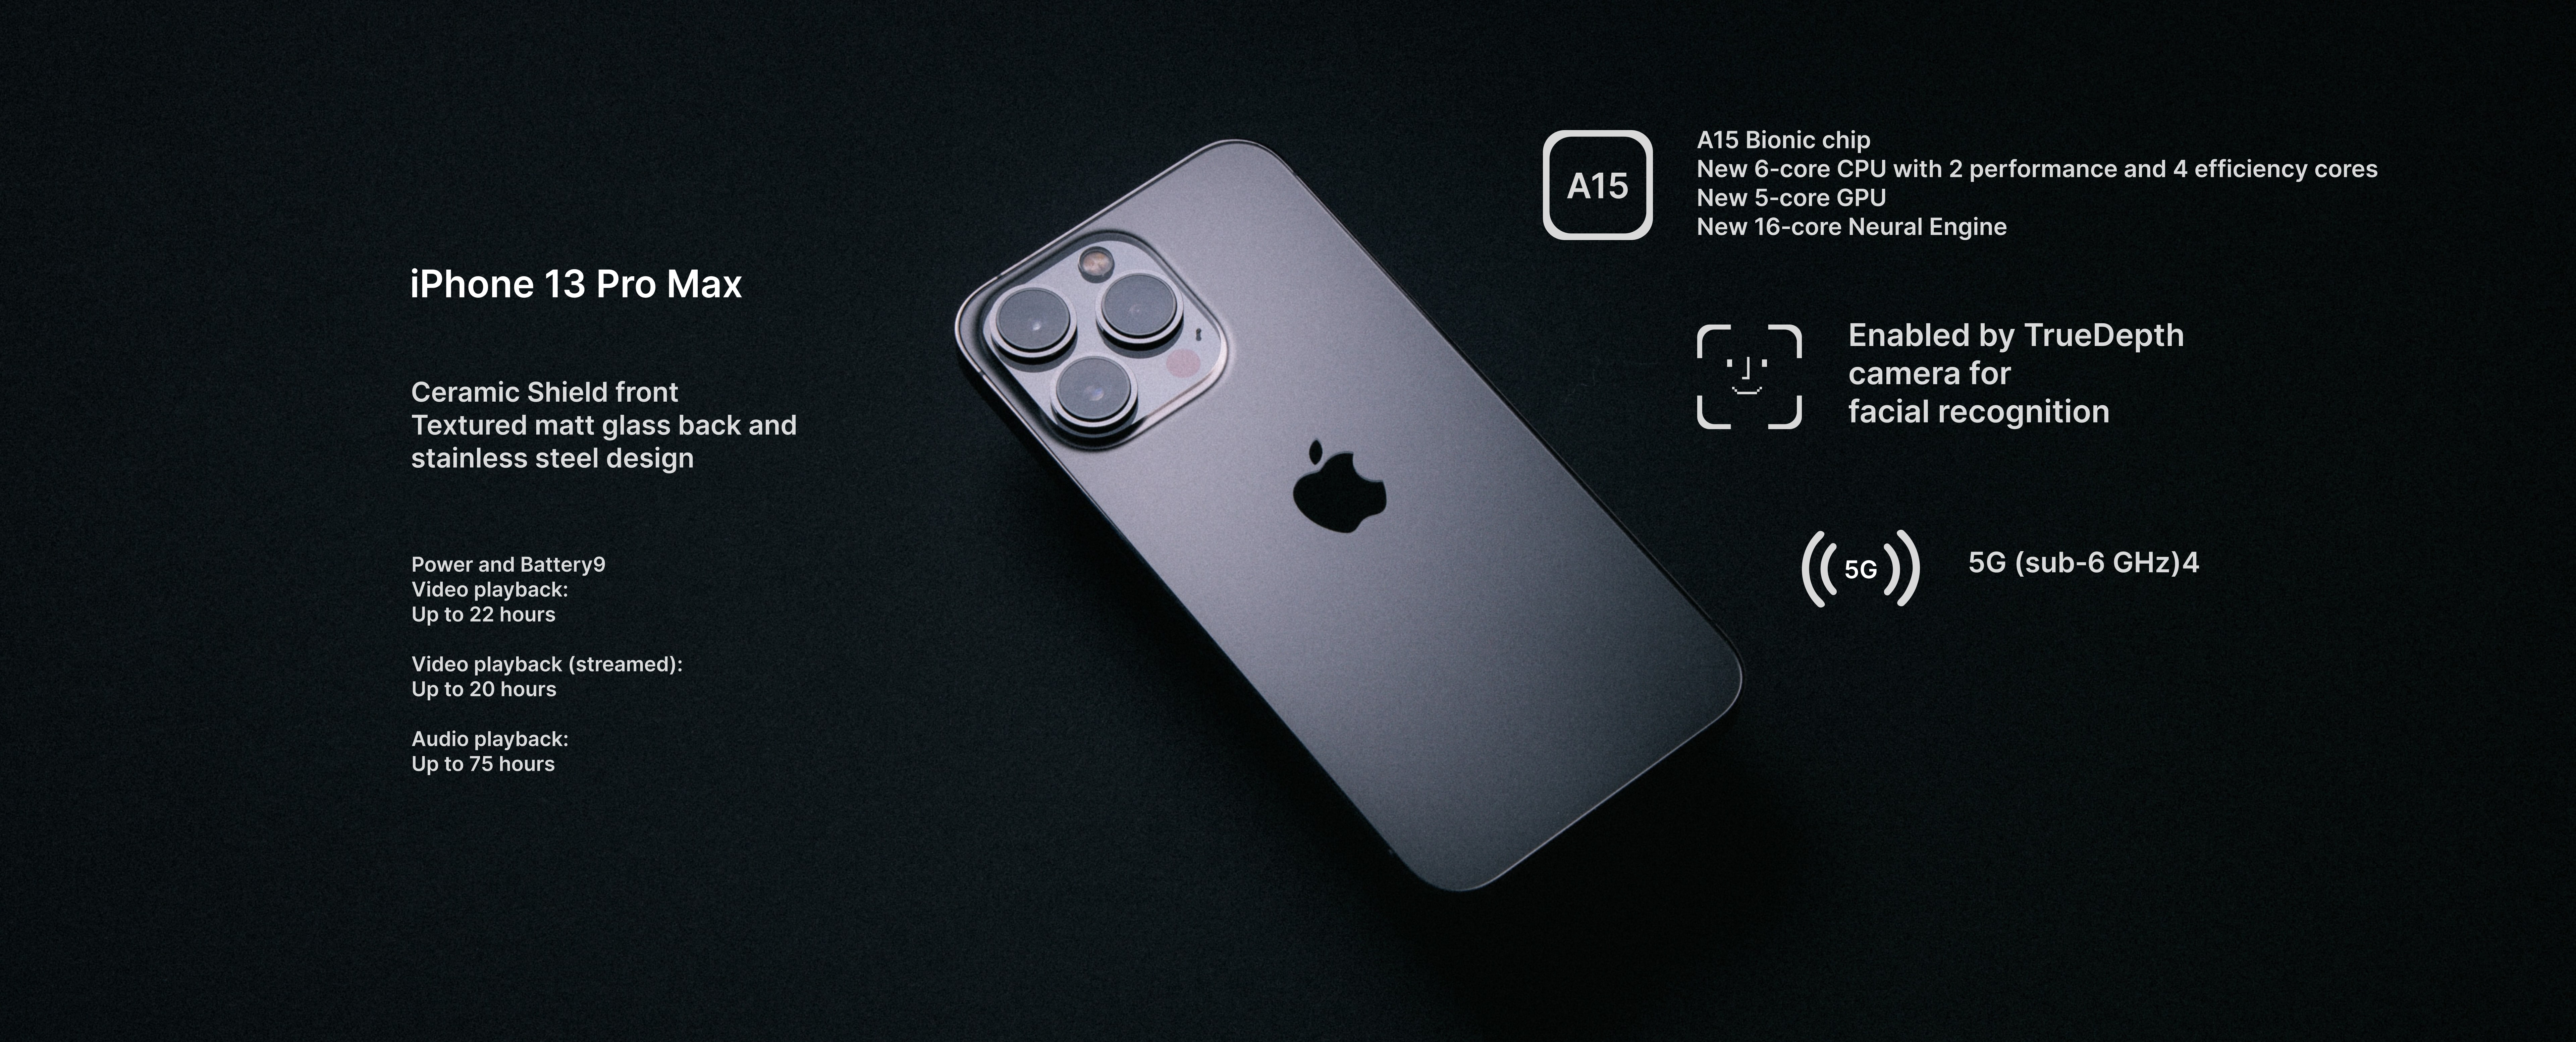 iPhone 13 Pro Max
Ceramic Shield front
Textured matt glass back and
stainless steel design
Power and Battery9
Video playback:
Up to 22 hours
Video playback (streamed):
Up to 20 hours
Audio playback:
Up to 75 hours
A15
A15 Bionic chip
New 6-core CPU with 2 performance and 4 efficiency cores
New 5-core GPU
New 16-core Neural Engine
Enabled by TrueDepth
camera for
facial recognition
5G
5G (sub-6 GHz)4